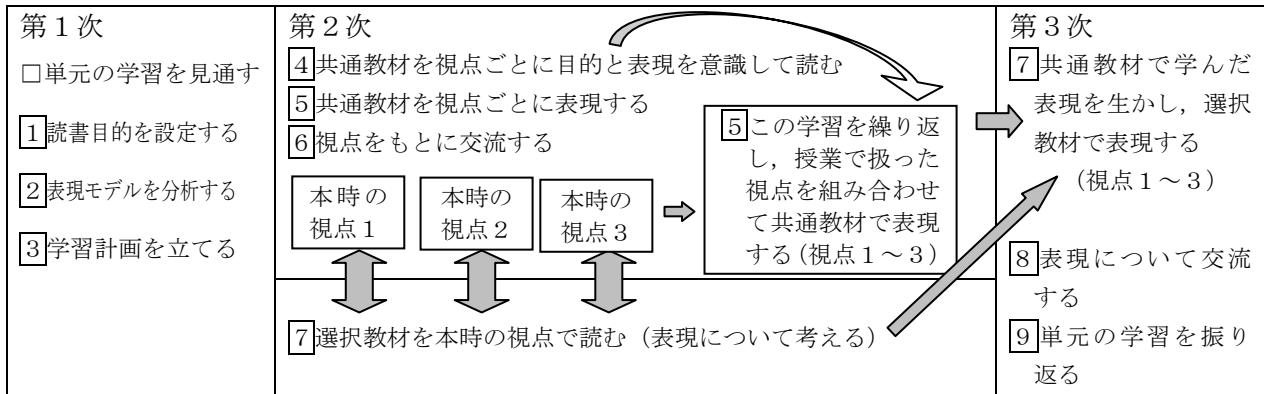 第１次
□単元の学習を見通す
1読書目的を設定する
2表現モデルを分析する
3学習計画を立てる
第２次
4共通教材を視点ごとに目的と表現を意識して読む
5共通教材を視点ごとに表現する
6視点をもとに交流する
本時の
視点１
本時の
視点２
本時の
視点３
5この学習を繰り返
し，授業で扱った
視点を組み合わせ
て共通教材で表現
する（視点１～３）
7選択教材を本時の視点で読む（表現について考える）
第３次
7共通教材で学んだ
表現を生かし，選択
教材で表現する
（視点１～３）
8表現について交流
する
9単元の学習を振り
返る